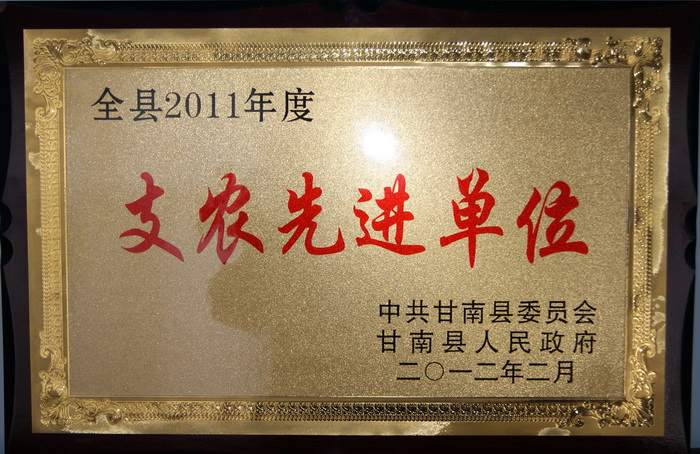 全县2011年度
支农先进单位
中共甘南县委员会
甘南县人民政府
二〇一二年二月